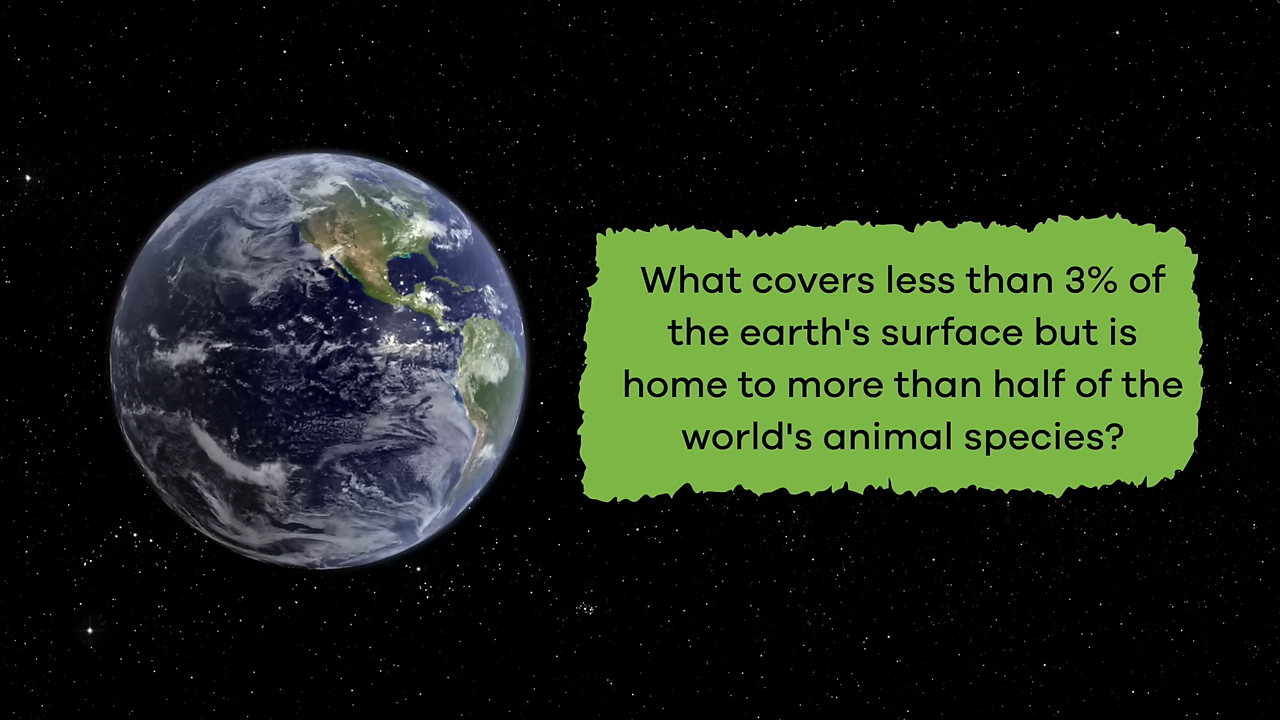 What covers less than 3% of
the earth's surface but is
home to more than half of the
world's animal species?